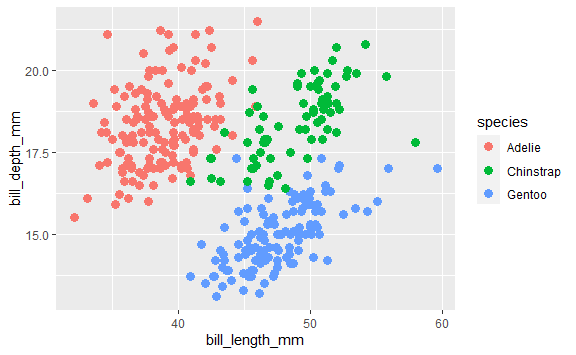 bill_depth_mm
20.0
17.5
15.0
40
50
60
bill_length_mm
species
Adelie
Chinstrap
Gentoo